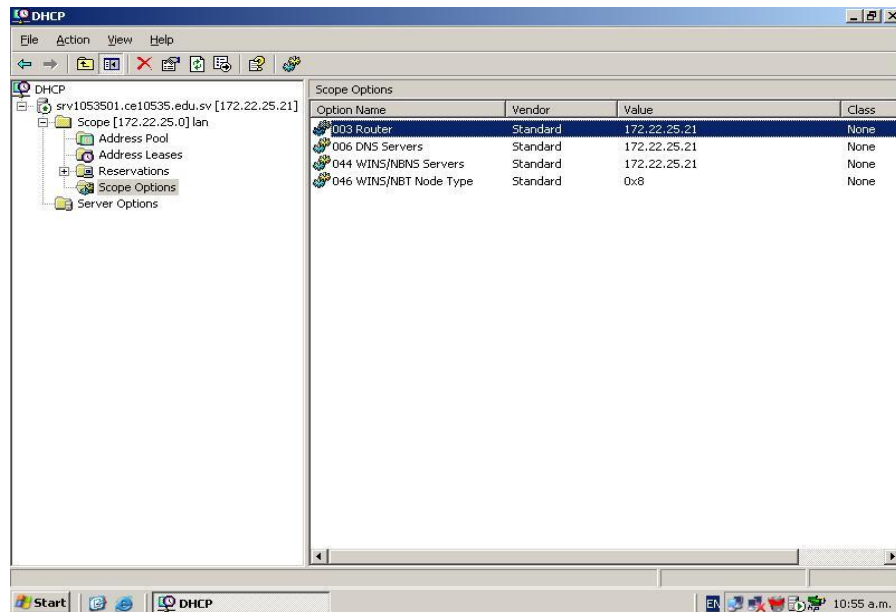 DHCP
File Action View Help
DHCP
srv1053501.ce10535.edu.sv [172.22.25.21]
Scope [172.22.25.0] lan
Address Pool
Address Leases
Reservations
Scope Options
Server Options
Scope Options
Option Name Vendor Value Class
003 Router Standard 172.22.25.21 None
006 DNS Servers Standard 172.22.25.21 None
044 WINS/NBNS Servers Standard 172.22.25.21 None
046 WINS/NBT Node Type Standard 0x8 None
Start DHCP EN 10:55 a.m.